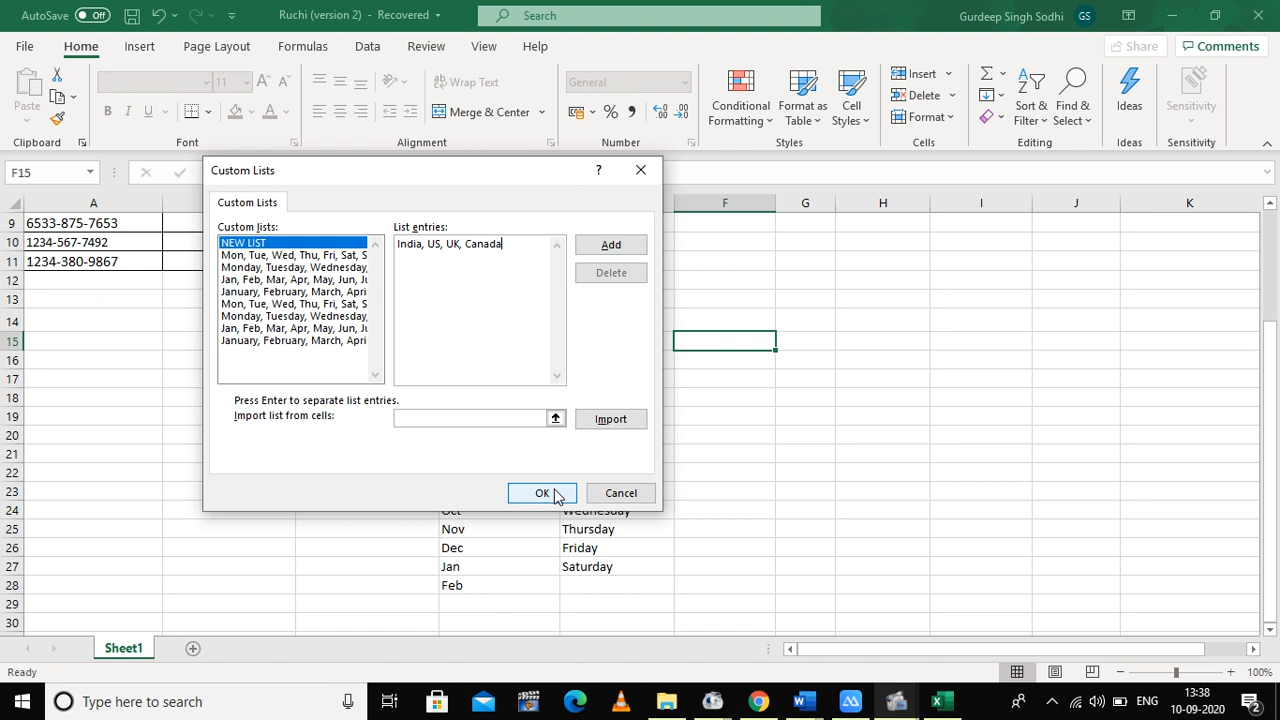 AutoSave Off Ruchi (version 2) - Recovered Search Gurdeep Singh Sodhi GS
File Home Insert Page Layout Formulas Data Review View Help Share Comments
Paste 11 A A B I U Wrap Text Merge & Center General % , Conditional Formatting Format as Table Cell Styles Insert Delete Format Sort & Filter Find & Select Ideas Sensitivity
Clipboard Font Alignment Number Styles Cells Editing Ideas Sensitivity
F15
A F G H I J K
9 6533-875-7653
10 1234-567-7492
11 1234-380-9867
12
13
14
15
16
17
18
19
20
21
22
23
24 Oct Wednesday
25 Nov Thursday
26 Dec Friday
27 Jan Saturday
28 Feb
29
30
Custom Lists ?
Custom Lists
Custom lists: List entries:
NEW LIST
Mon, Tue, Wed, Thu, Fri, Sat, S
Monday, Tuesday, Wednesday,
Jan, Feb, Mar, Apr, May, Jun, Ju
January, February, March, April
Mon, Tue, Wed, Thu, Fri, Sat, S
Monday, Tuesday, Wednesday,
Jan, Feb, Mar, Apr, May, Jun, Ju
January, February, March, April
India, US, UK, Canada
Add
Delete
Press Enter to separate list entries.
Import list from cells: Import
OK Cancel
Sheet1
Ready 100%
Type here to search ENG 13:38
10-09-2020 2